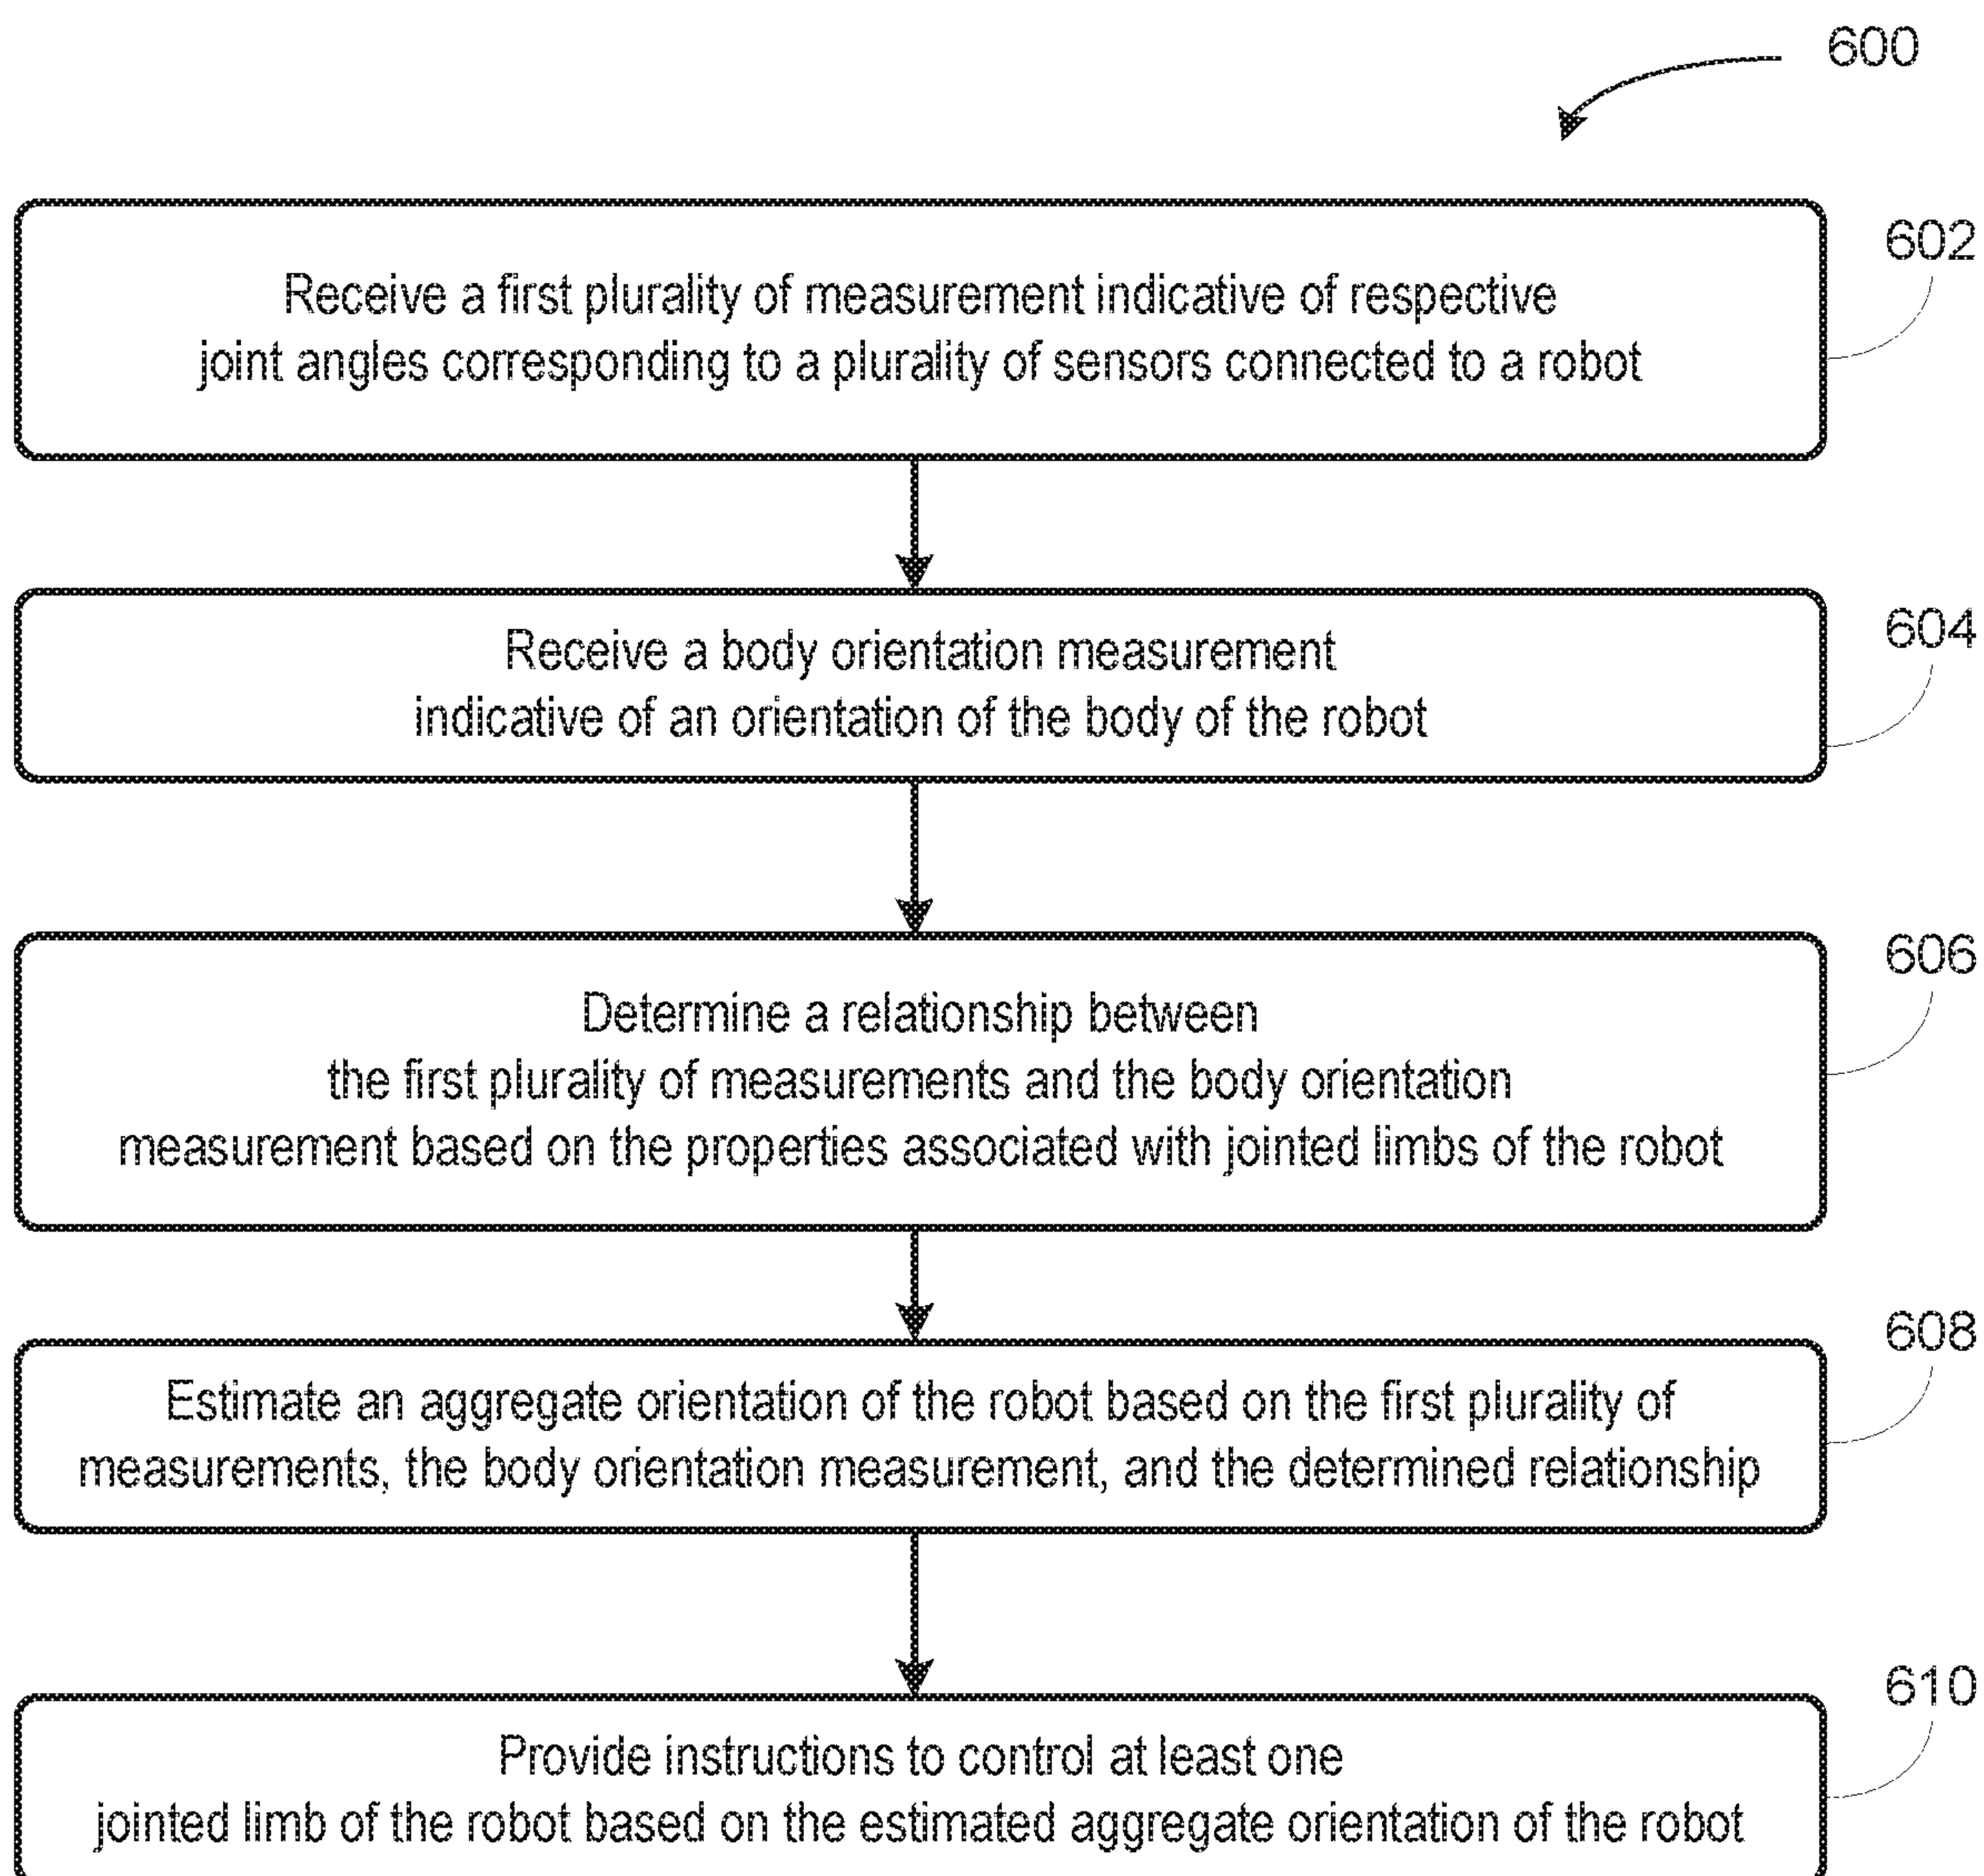 600
Receive a first plurality of measurement indicative of respective
joint angles corresponding to a plurality of sensors connected to a robot
602
Receive a body orientation measurement
indicative of an orientation of the body of the robot
604
Determine a relationship between
the first plurality of measurements and the body orientation
measurement based on the properties associated with jointed limbs of the robot
606
Estimate an aggregate orientation of the robot based on the first plurality of
measurements, the body orientation measurement, and the determined relationship
608
Provide instructions to control at least one
jointed limb of the robot based on the estimated aggregate orientation of the robot
610